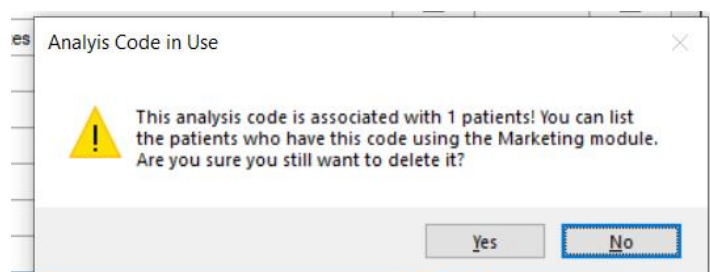 es
Analyis Code in Use
This analysis code is associated with 1 patients! You can list
the patients who have this code using the Marketing module.
Are you sure you still want to delete it?
Yes
No